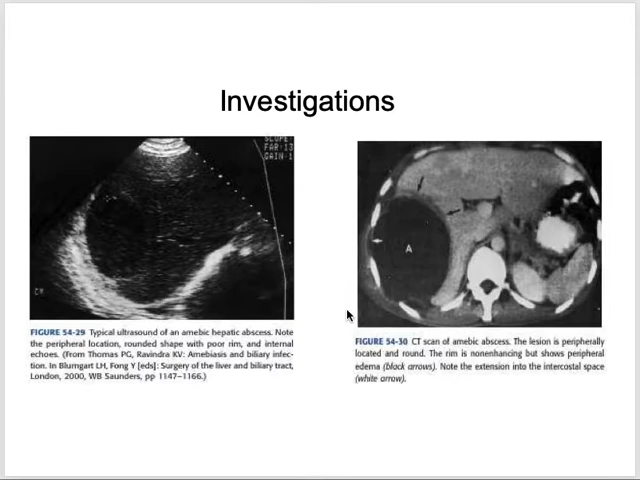 Investigations
SCOPE-
FAR·13
GAIN·1
CM
FIGURE 54-29 Typical ultrasound of an amebic hepatic abscess. Note
the peripheral location, rounded shape with poor rim, and internal
echoes. (From Thomas PG, Ravindra KV: Amebiasis and biliary infec-
tion. In Blumgart LH, Fong Y [eds]: Surgery of the liver and biliary tract,
London, 2000, WB Saunders, pp 1147–1166.)
A
FIGURE 54-30 CT scan of amebic abscess. The lesion is peripherally
located and round. The rim is nonenhancing but shows peripheral
edema (black arrows). Note the extension into the intercostal space
(white arrow).